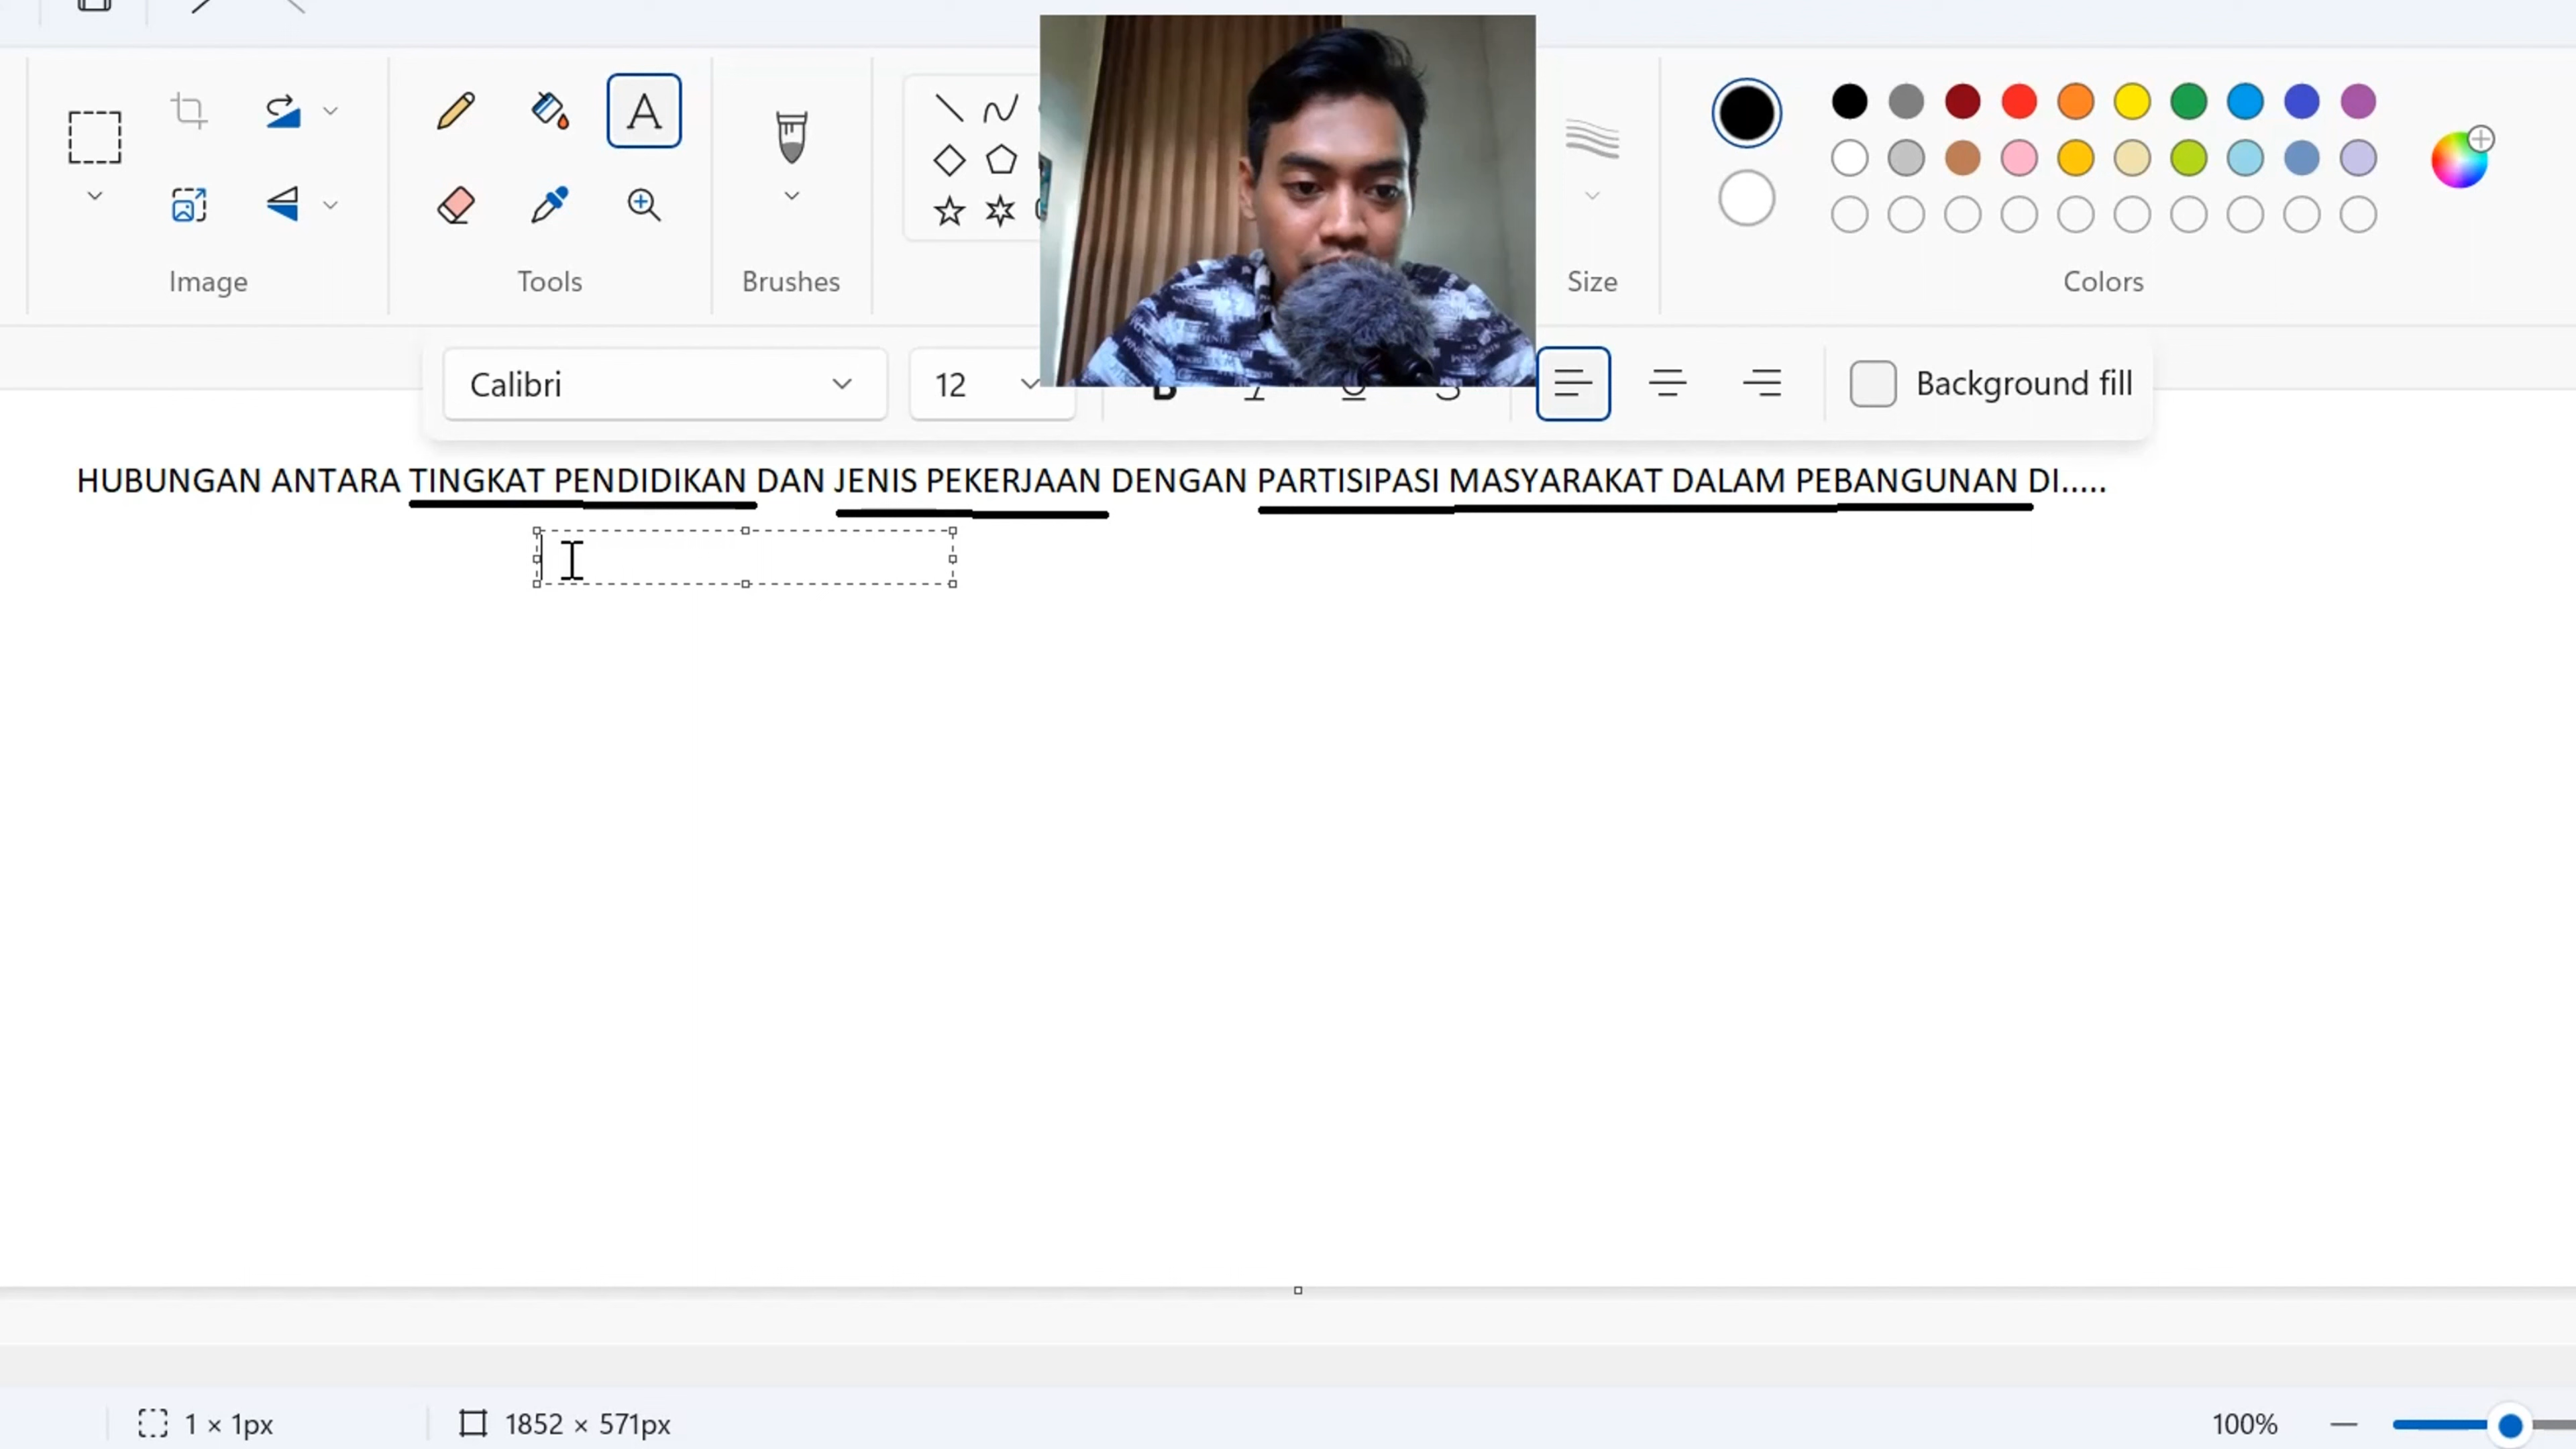 Image
Tools
Brushes
Size
Colors
Calibri
12
Background fill
HUBUNGAN ANTARA TINGKAT PENDIDIKAN DAN JENIS PEKERJAAN DENGAN PARTISIPASI MASYARAKAT DALAM PEBANGUNAN DI.....
1 × 1px
1852 × 571px
100%